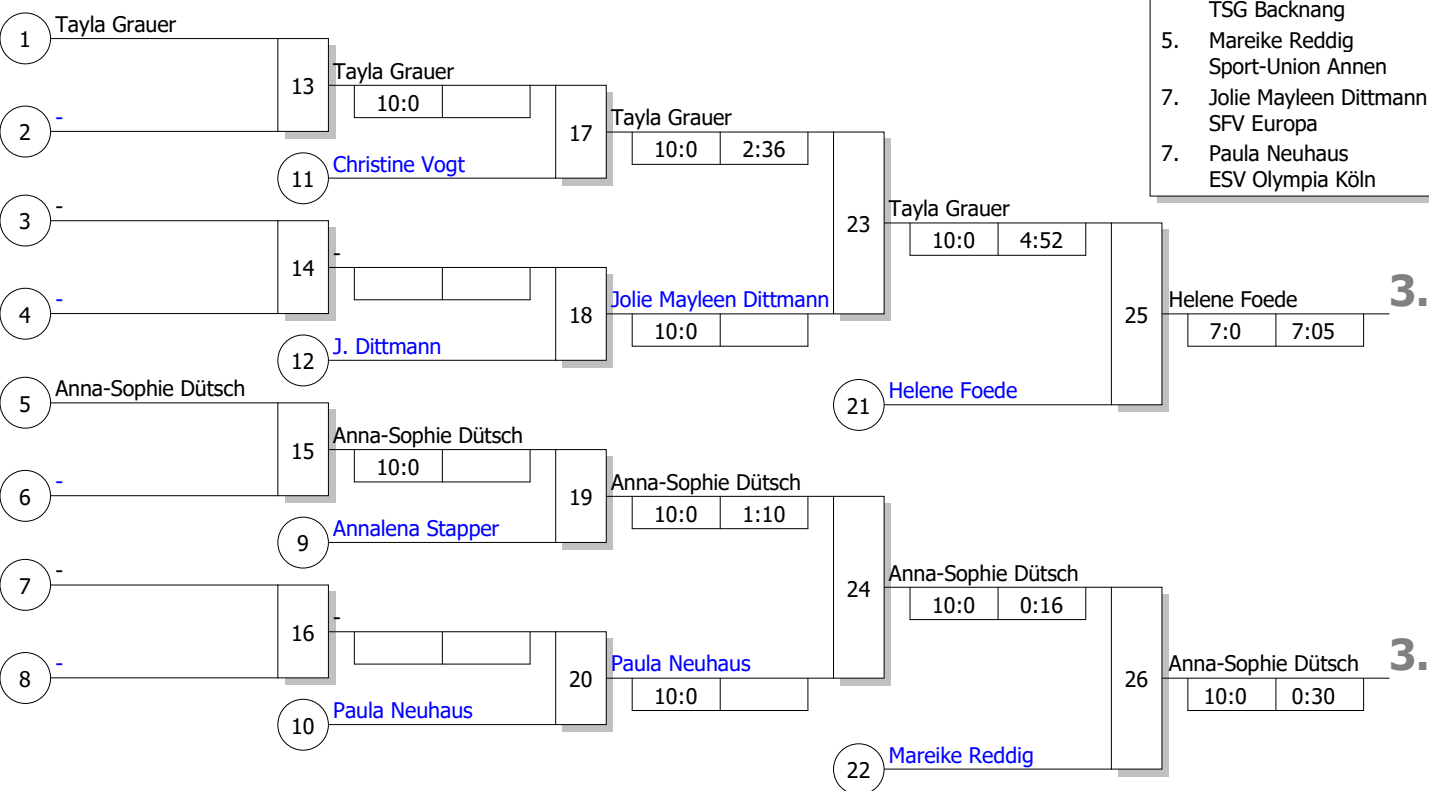 TSG Backnang
5. Mareike Reddig
Sport-Union Annen
7. Jolie Mayleen Dittmann
SFV Europa
7. Paula Neuhaus
ESV Olympia Köln
1 Tayla Grauer
13 Tayla Grauer
10:0
2 -
17 Tayla Grauer
10:0 2:36
11 Christine Vogt
3 -
23 Tayla Grauer
10:0 4:52
14 -
4 -
18 Jolie Mayleen Dittmann
10:0
12 J. Dittmann
25 Helene Foede 3.
7:0 7:05
21 Helene Foede
5 Anna-Sophie Dütsch
15 Anna-Sophie Dütsch
10:0
6 -
19 Anna-Sophie Dütsch
10:0 1:10
9 Annalena Stapper
7 -
24 Anna-Sophie Dütsch
10:0 0:16
16 -
8 -
20 Paula Neuhaus
10:0
10 Paula Neuhaus
26 Anna-Sophie Dütsch 3.
10:0 0:30
22 Mareike Reddig